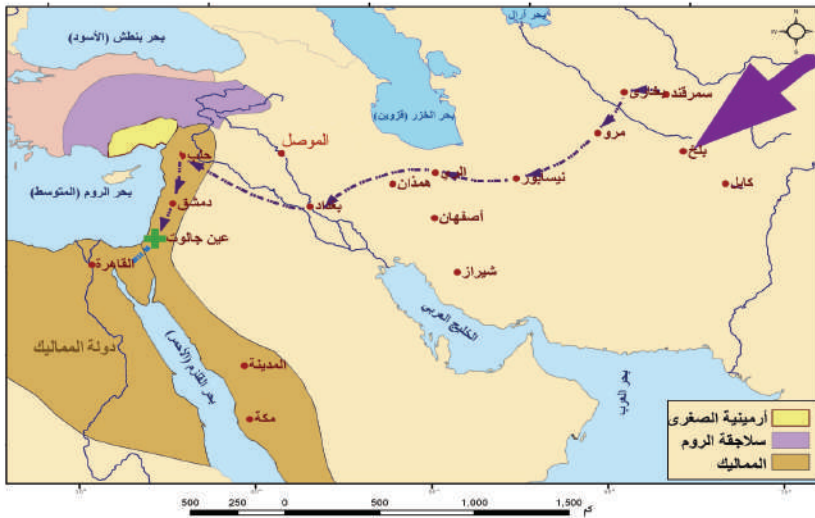 بحر آرال
بحر بنطش (الأسود)
سمرقند
بخارى
بحر الخزر (قزوين)
مرو
الموصل
بلخ
حلب
الري
نيسابور
همذان
كابل
بحر الروم (المتوسط)
دمشق
بغداد
أصفهان
عين جالوت
القاهرة
شيراز
الخليج العربي
دولة المماليك
بحر القلزم (الأحمر)
المدينة
مكة
بحر العرب
أرمينية الصغرى
سلاجقة الروم
المماليك
500 250 0 500 1,000 1,500 كم